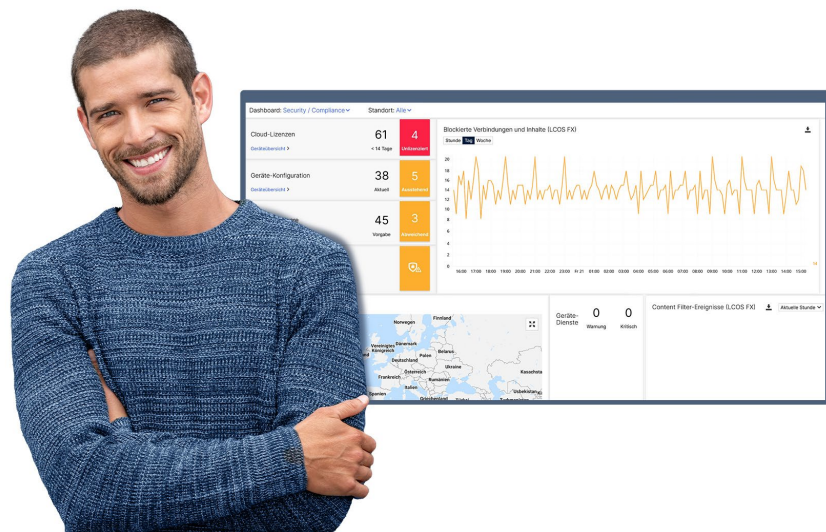 Dashboard: Security / Compliance
Standort: Alle
Cloud-Lizenzen
61
< 14 Tage
4
Unlizenziert
Geräteübersicht >
Geräte-Konfiguration
38
Aktuell
5
Ausstehend
Geräteübersicht >
45
Vorgabe
3
Abweichend
Blockierte Verbindungen und Inhalte (LCOS FX)
Stunde Tag Woche
20
18
16
14
12
10
8
6
4
2
0
16:00 17:00 18:00 19:00 20:00 21:00 22:00 23:00 Fr 21 01:00 02:00 03:00 04:00 05:00 06:00 07:00 08:00 09:00 10:00 11:00 12:00 13:00 14:00 15:00
14
Norwegen
Finnland
Vereinigtes
Königreich
Dänemark
Belarus
Polen
Deutschland
Ukraine
Österreich
Frankreich
Rumänien
Kasachsta
Italien
Spanien
Usbekistan
Griechenland
Türkei
Turkmenistan
Geräte-
Dienste
0
Warnung
0
Kritisch
Content Filter-Ereignisse (LCOS FX)
Aktuelle Stunde